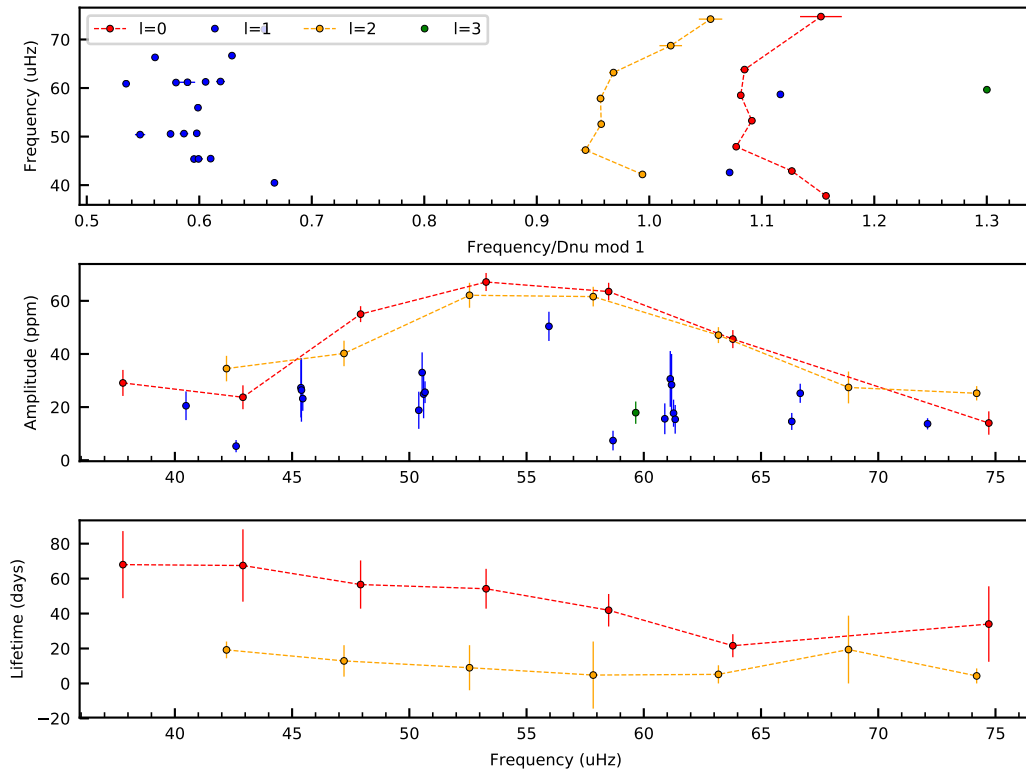 l=0 l=1 l=2 l=3
Frequency (uHz)
70
60
50
40
0.5 0.6 0.7 0.8 0.9 1.0 1.1 1.2 1.3
Frequency/Dnu mod 1
Amplitude (ppm)
60
40
20
0
40 45 50 55 60 65 70 75
Lifetime (days)
80
60
40
20
0
−20
40 45 50 55 60 65 70 75
Frequency (uHz)